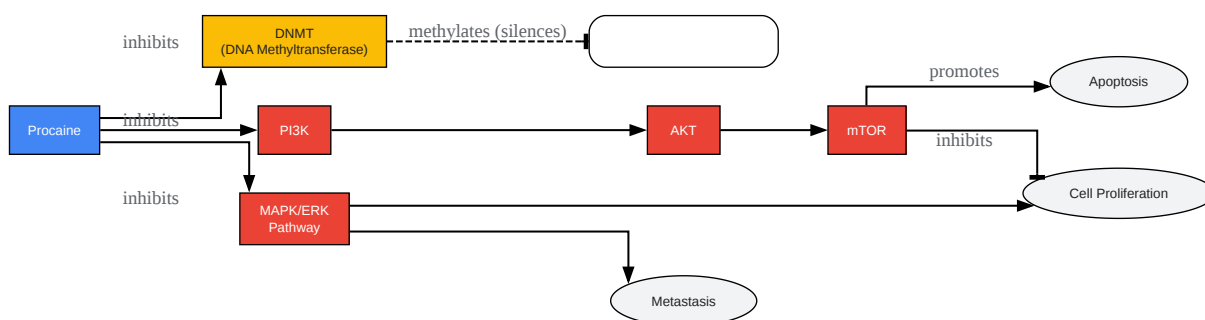 inhibits
DNMT
(DNA Methyltransferase)
methylates (silences)
promotes
Apoptosis
Procaine
inhibits
PI3K
AKT
mTOR
inhibits
inhibits
MAPK/ERK
Pathway
Cell Proliferation
Metastasis